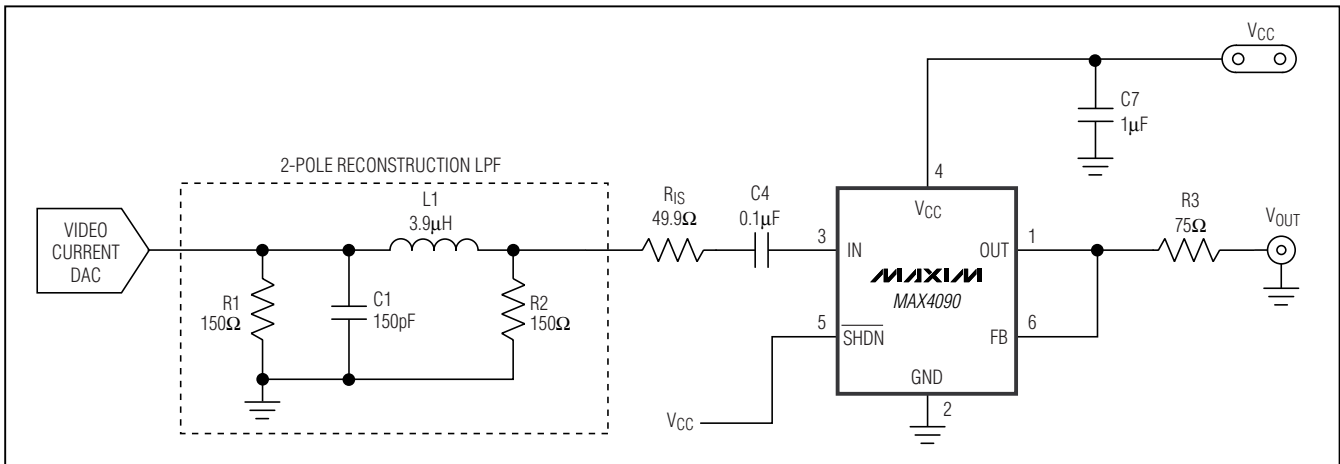 VCC
C7
1µF
2-POLE RECONSTRUCTION LPF
4
L1
3.9µH
RIS
49.9Ω
C4
0.1µF
VCC
R3
75Ω
VOUT
VIDEO
CURRENT
DAC
3
IN
OUT
1
MAXIM
MAX4090
R1
150Ω
C1
150pF
R2
150Ω
5
SHDN
FB
6
GND
2
VCC